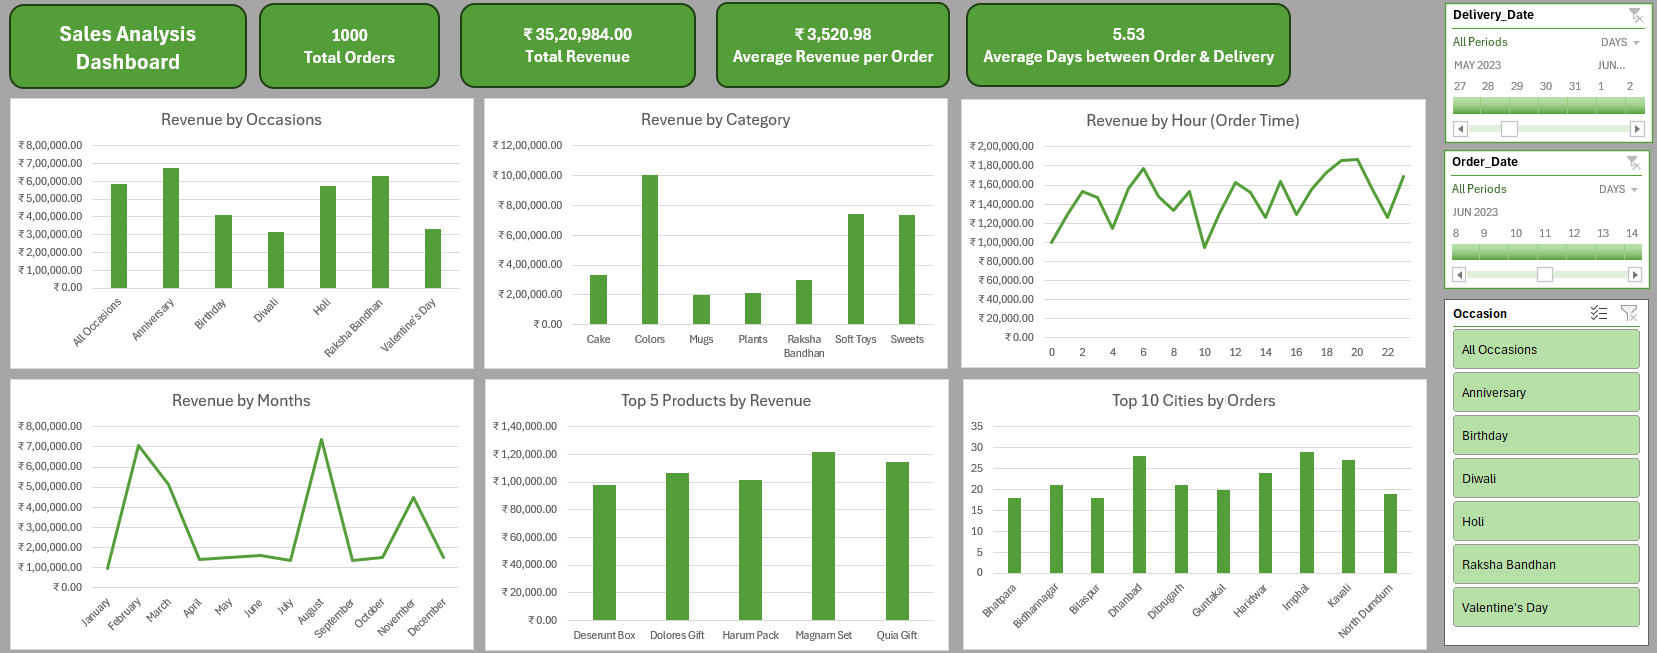 Sales Analysis
Dashboard
1000
Total Orders
₹ 35,20,984.00
Total Revenue
₹ 3,520.98
Average Revenue per Order
5.53
Average Days between Order & Delivery
Revenue by Occasions
₹ 8,00,000.00
₹ 7,00,000.00
₹ 6,00,000.00
₹ 5,00,000.00
₹ 4,00,000.00
₹ 3,00,000.00
₹ 2,00,000.00
₹ 1,00,000.00
₹ 0.00
All Occasions
Anniversary
Birthday
Diwali
Holi
Raksha Bandhan
Valentine's Day
Revenue by Category
₹ 12,00,000.00
₹ 10,00,000.00
₹ 8,00,000.00
₹ 6,00,000.00
₹ 4,00,000.00
₹ 2,00,000.00
₹ 0.00
Cake
Colors
Mugs
Plants
Raksha
Bandhan
Soft Toys
Sweets
Revenue by Hour (Order Time)
₹ 2,00,000.00
₹ 1,80,000.00
₹ 1,60,000.00
₹ 1,40,000.00
₹ 1,20,000.00
₹ 1,00,000.00
₹ 80,000.00
₹ 60,000.00
₹ 40,000.00
₹ 20,000.00
₹ 0.00
0 2 4 6 8 10 12 14 16 18 20 22
Revenue by Months
₹ 8,00,000.00
₹ 7,00,000.00
₹ 6,00,000.00
₹ 5,00,000.00
₹ 4,00,000.00
₹ 3,00,000.00
₹ 2,00,000.00
₹ 1,00,000.00
₹ 0.00
January
February
March
April
May
June
July
August
September
October
November
December
Top 5 Products by Revenue
₹ 1,40,000.00
₹ 1,20,000.00
₹ 1,00,000.00
₹ 80,000.00
₹ 60,000.00
₹ 40,000.00
₹ 20,000.00
₹ 0.00
Deserunt Box
Dolores Gift
Harum Pack
Magnam Set
Quia Gift
Top 10 Cities by Orders
35
30
25
20
15
10
5
0
Bhatpara
Bidhannagar
Bilaspur
Dhanbad
Dibrugarh
Guntakal
Haridwar
Imphal
Kavali
North Dumdum
Delivery_Date
All Periods
DAYS
MAY 2023
JUN...
27 28 29 30 31 1 2
Order_Date
All Periods
DAYS
JUN 2023
8 9 10 11 12 13 14
Occasion
All Occasions
Anniversary
Birthday
Diwali
Holi
Raksha Bandhan
Valentine's Day